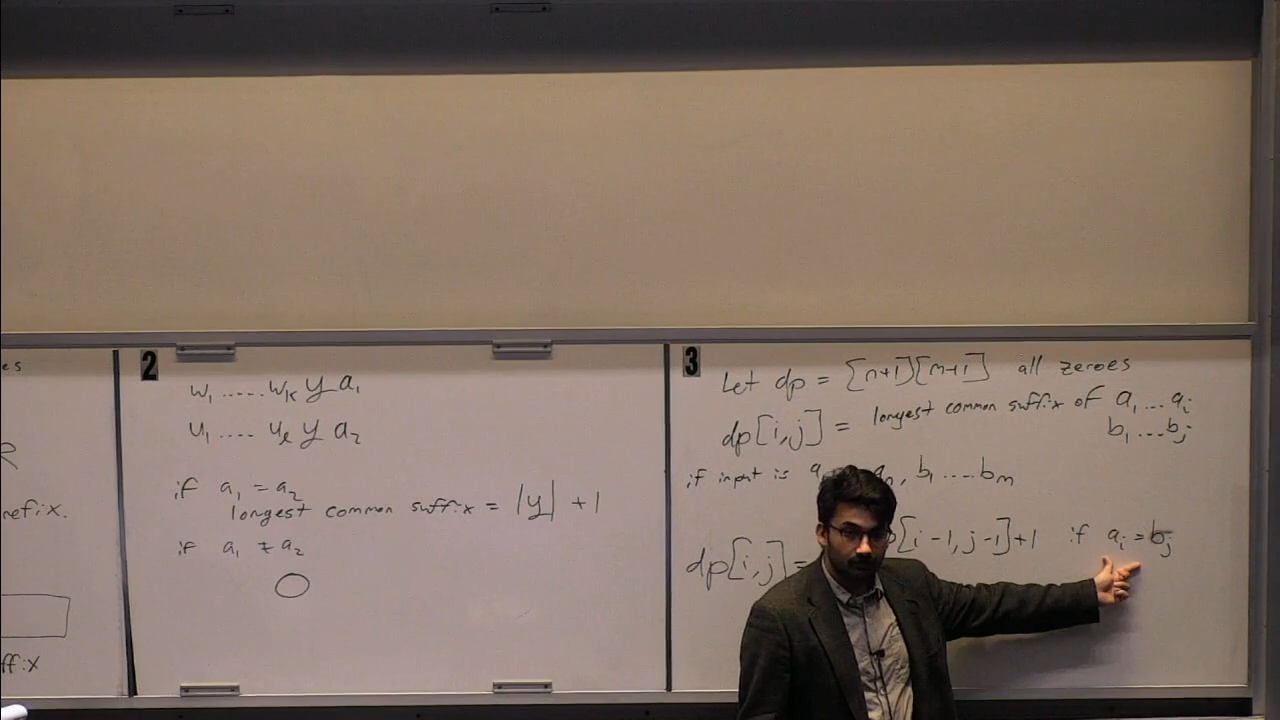 es
R
refix.
ff:x
2
w₁ ..... wₖ y a₁
u₁ .... uₗ y a₂
if a₁ = a₂
longest common suffix = |y| + 1
if a₁ ≠ a₂
0
3
Let dp = [n+1][m+1] all zeroes
dp[i,j] = longest common suffix of a₁...aᵢ
b₁...bⱼ
if input is a n, b₁....bₘ
dp[i,j] = [i-1, j-1]+1 if aᵢ = bⱼ